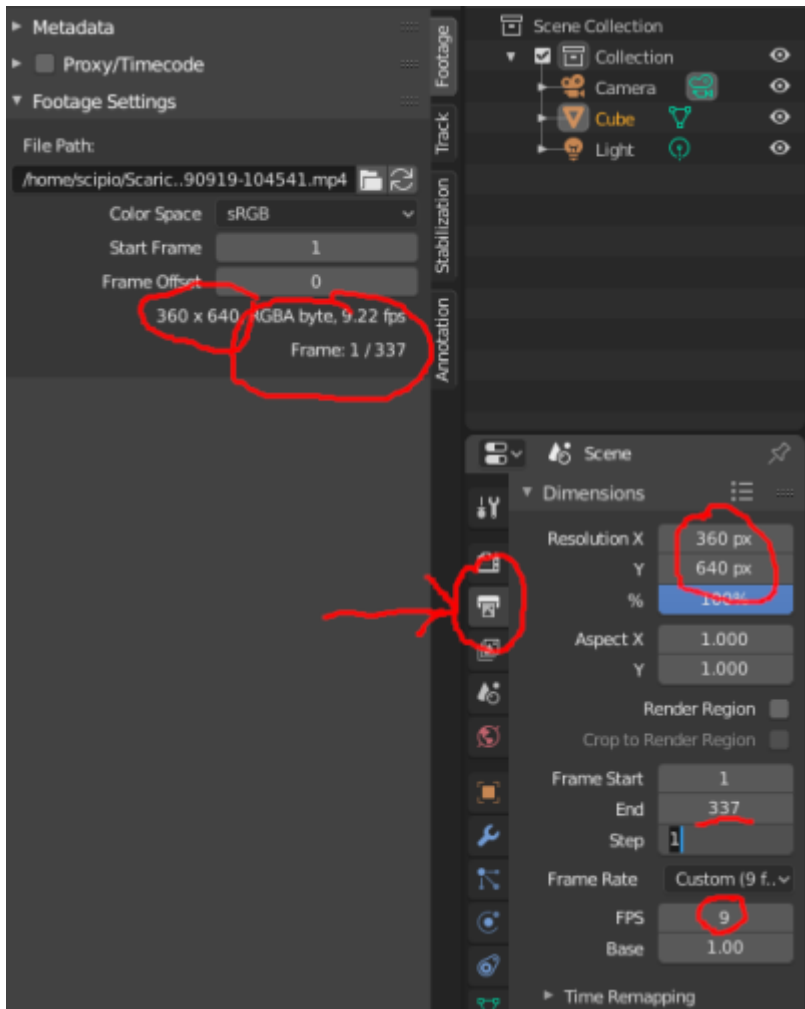 Metadata
Proxy/Timecode
Footage Settings
File Path:
/home/scipio/Scaric..90919-104541.mp4
Color Space sRGB
Start Frame 1
Frame Offset 0
360 x 640, RGBA byte, 9.22 fps
Frame: 1 / 337
Footage
Track
Stabilization
Annotation
Scene Collection
Collection
Camera
Cube
Light
Scene
Dimensions
Resolution X 360 px
Y 640 px
% 100%
Aspect X 1.000
Y 1.000
Render Region
Crop to Render Region
Frame Start 1
End 337
Step 1
Frame Rate Custom (9 f..
FPS 9
Base 1.00
Time Remapping